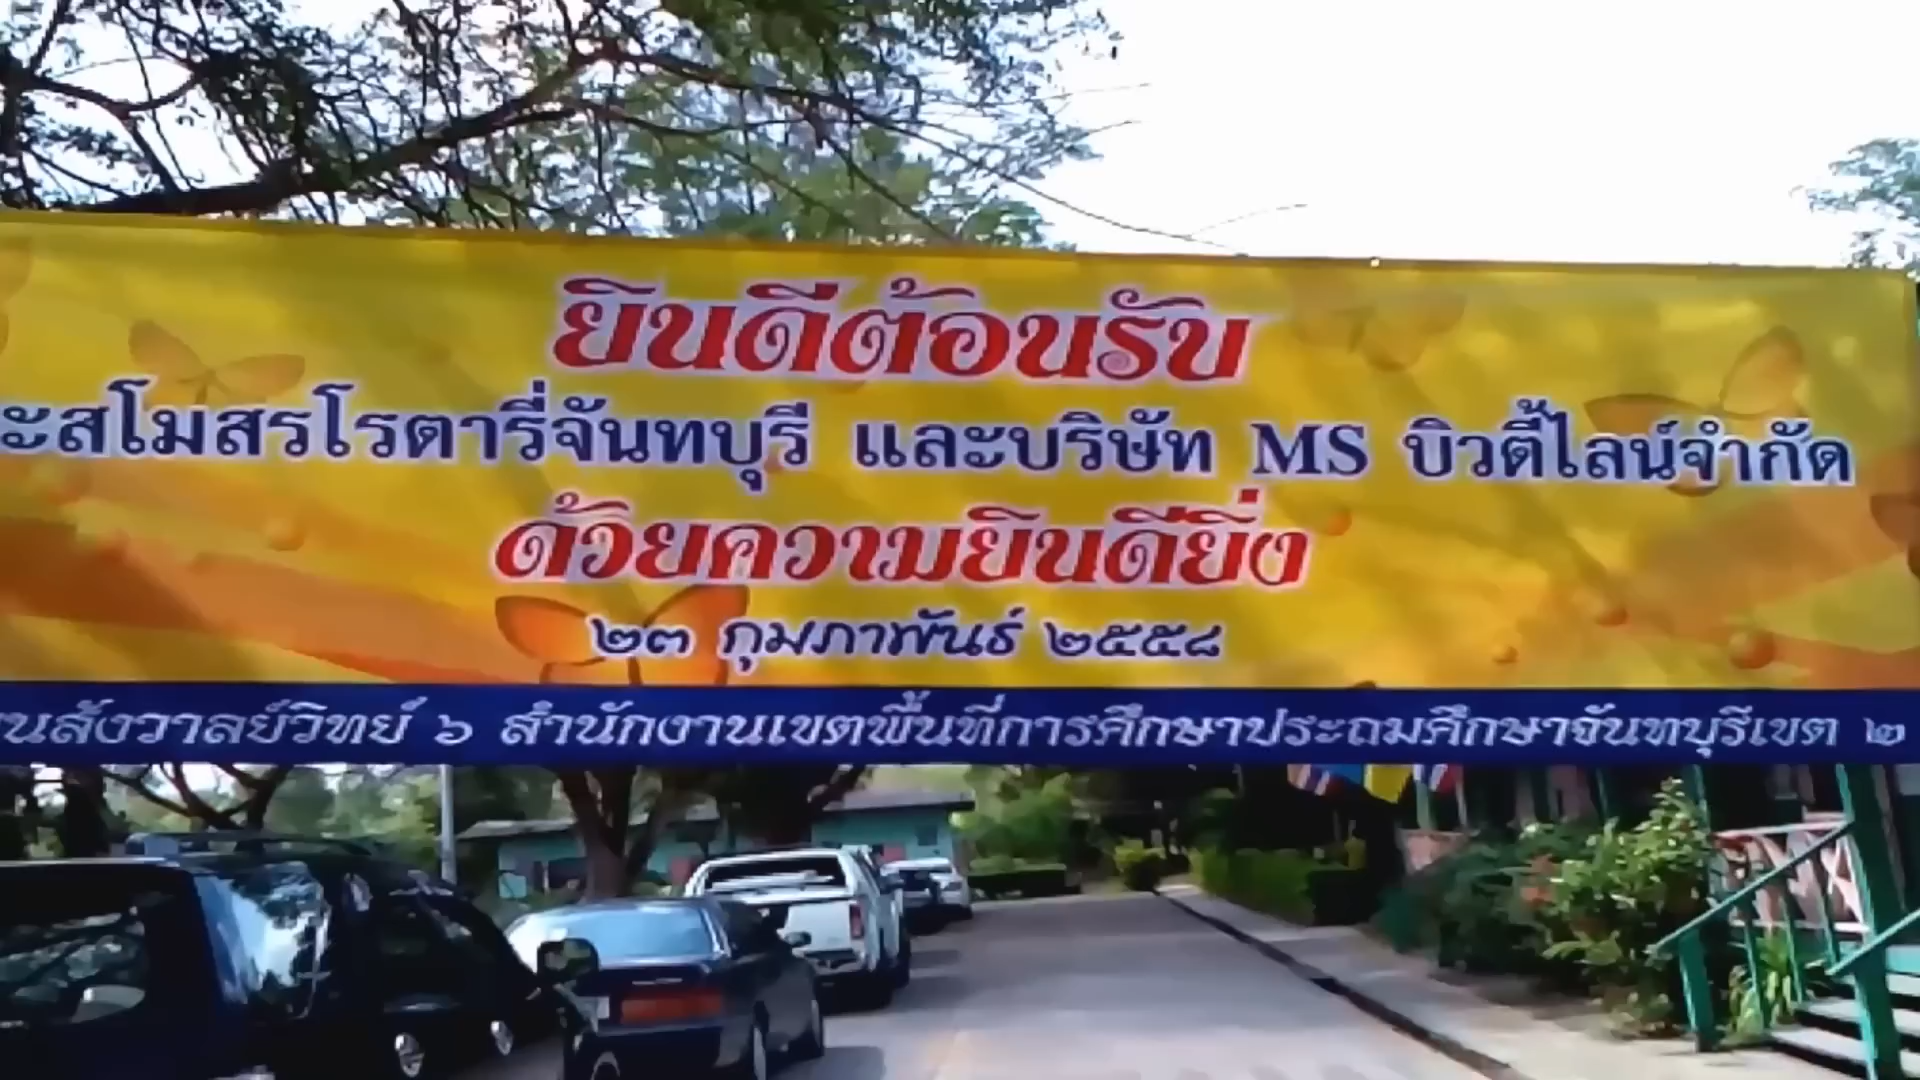 ยินดีต้อนรับ
ะสโมสรโรตารี่จันทบุรี และบริษัท MS บิวตี้ไลน์จำกัด
ด้วยความยินดียิ่ง
๒๓ กุมภาพันธ์ ๒๕๕๘
นสังวาลย์วิทย์ ๖ สำนักงานเขตพื้นที่การศึกษาประถมศึกษาจันทบุรีเขต ๒